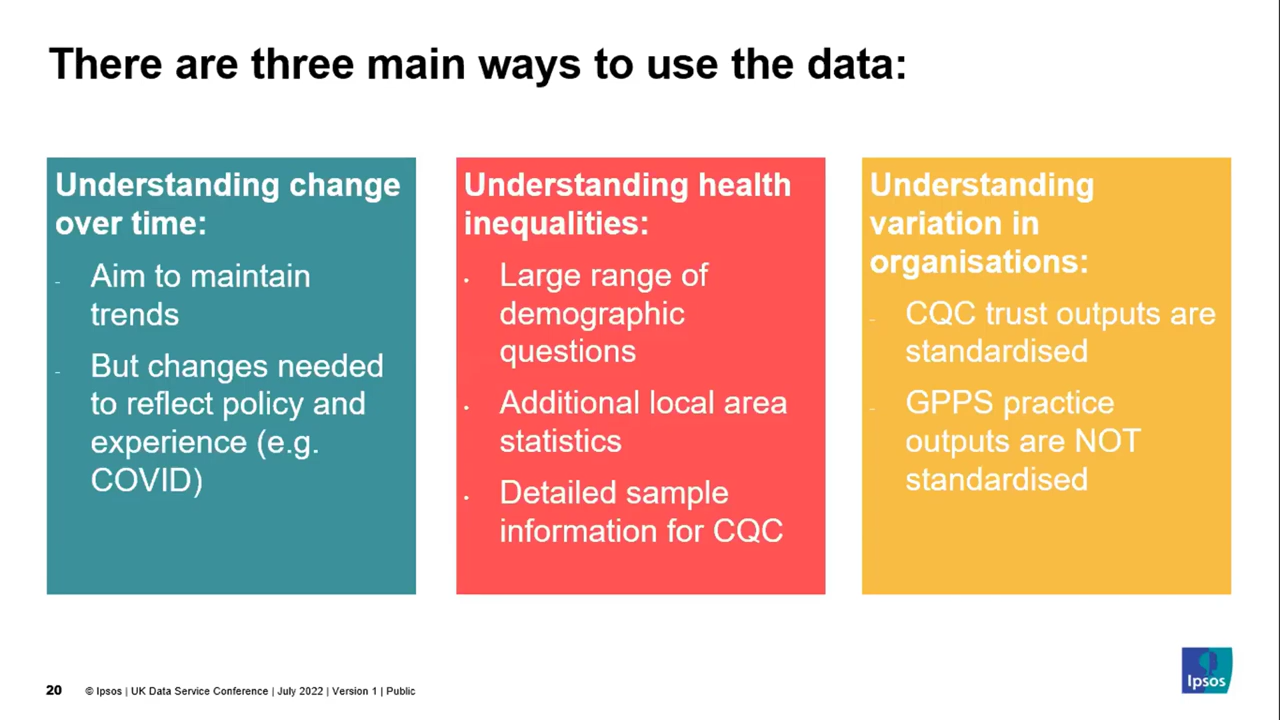 There are three main ways to use the data:
Understanding change
over time:
- Aim to maintain
trends
- But changes needed
to reflect policy and
experience (e.g.
COVID)
Understanding health
inequalities:
• Large range of
demographic
questions
• Additional local area
statistics
• Detailed sample
information for CQC
Understanding
variation in
organisations:
- CQC trust outputs are
standardised
- GPPS practice
outputs are NOT
standardised
20 © Ipsos | UK Data Service Conference | July 2022 | Version 1 | Public
Ipsos